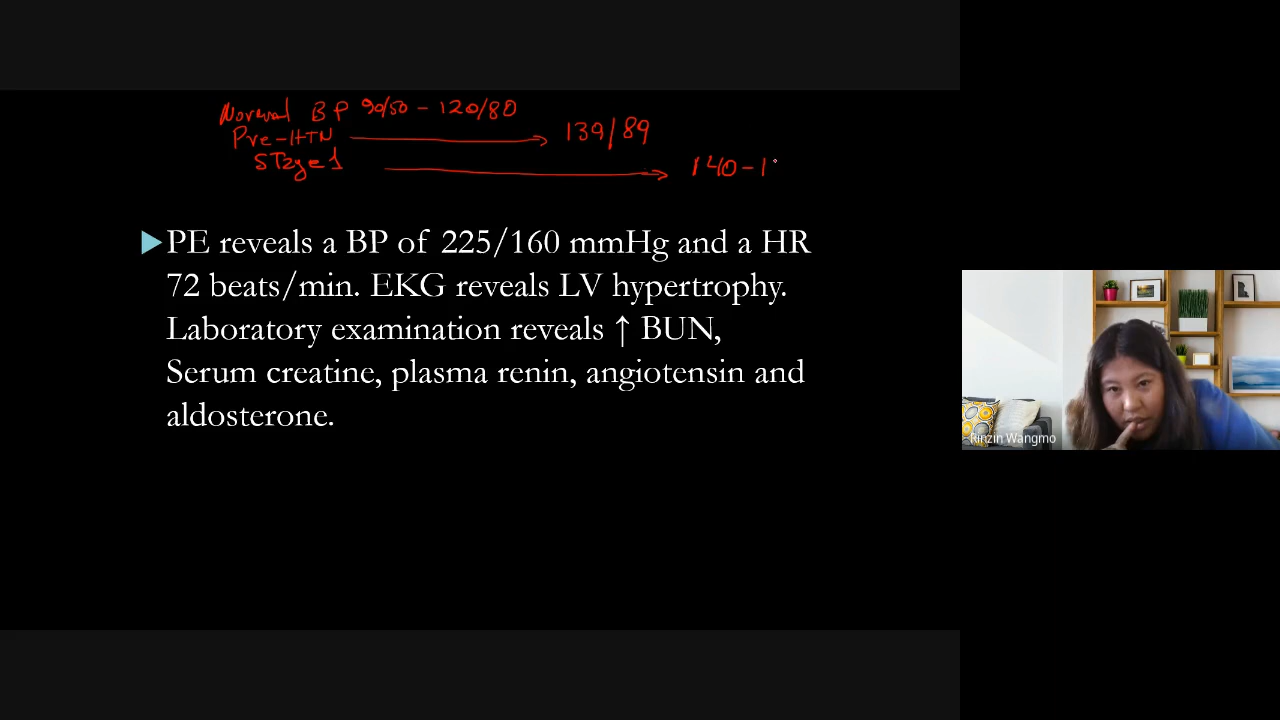 Normal BP 90/50 - 120/80
Pre-HTN → 139/89
STage 1 → 140-1
PE reveals a BP of 225/160 mmHg and a HR
72 beats/min. EKG reveals LV hypertrophy.
Laboratory examination reveals ↑ BUN,
Serum creatine, plasma renin, angiotensin and
aldosterone.
Rinzin Wangmo